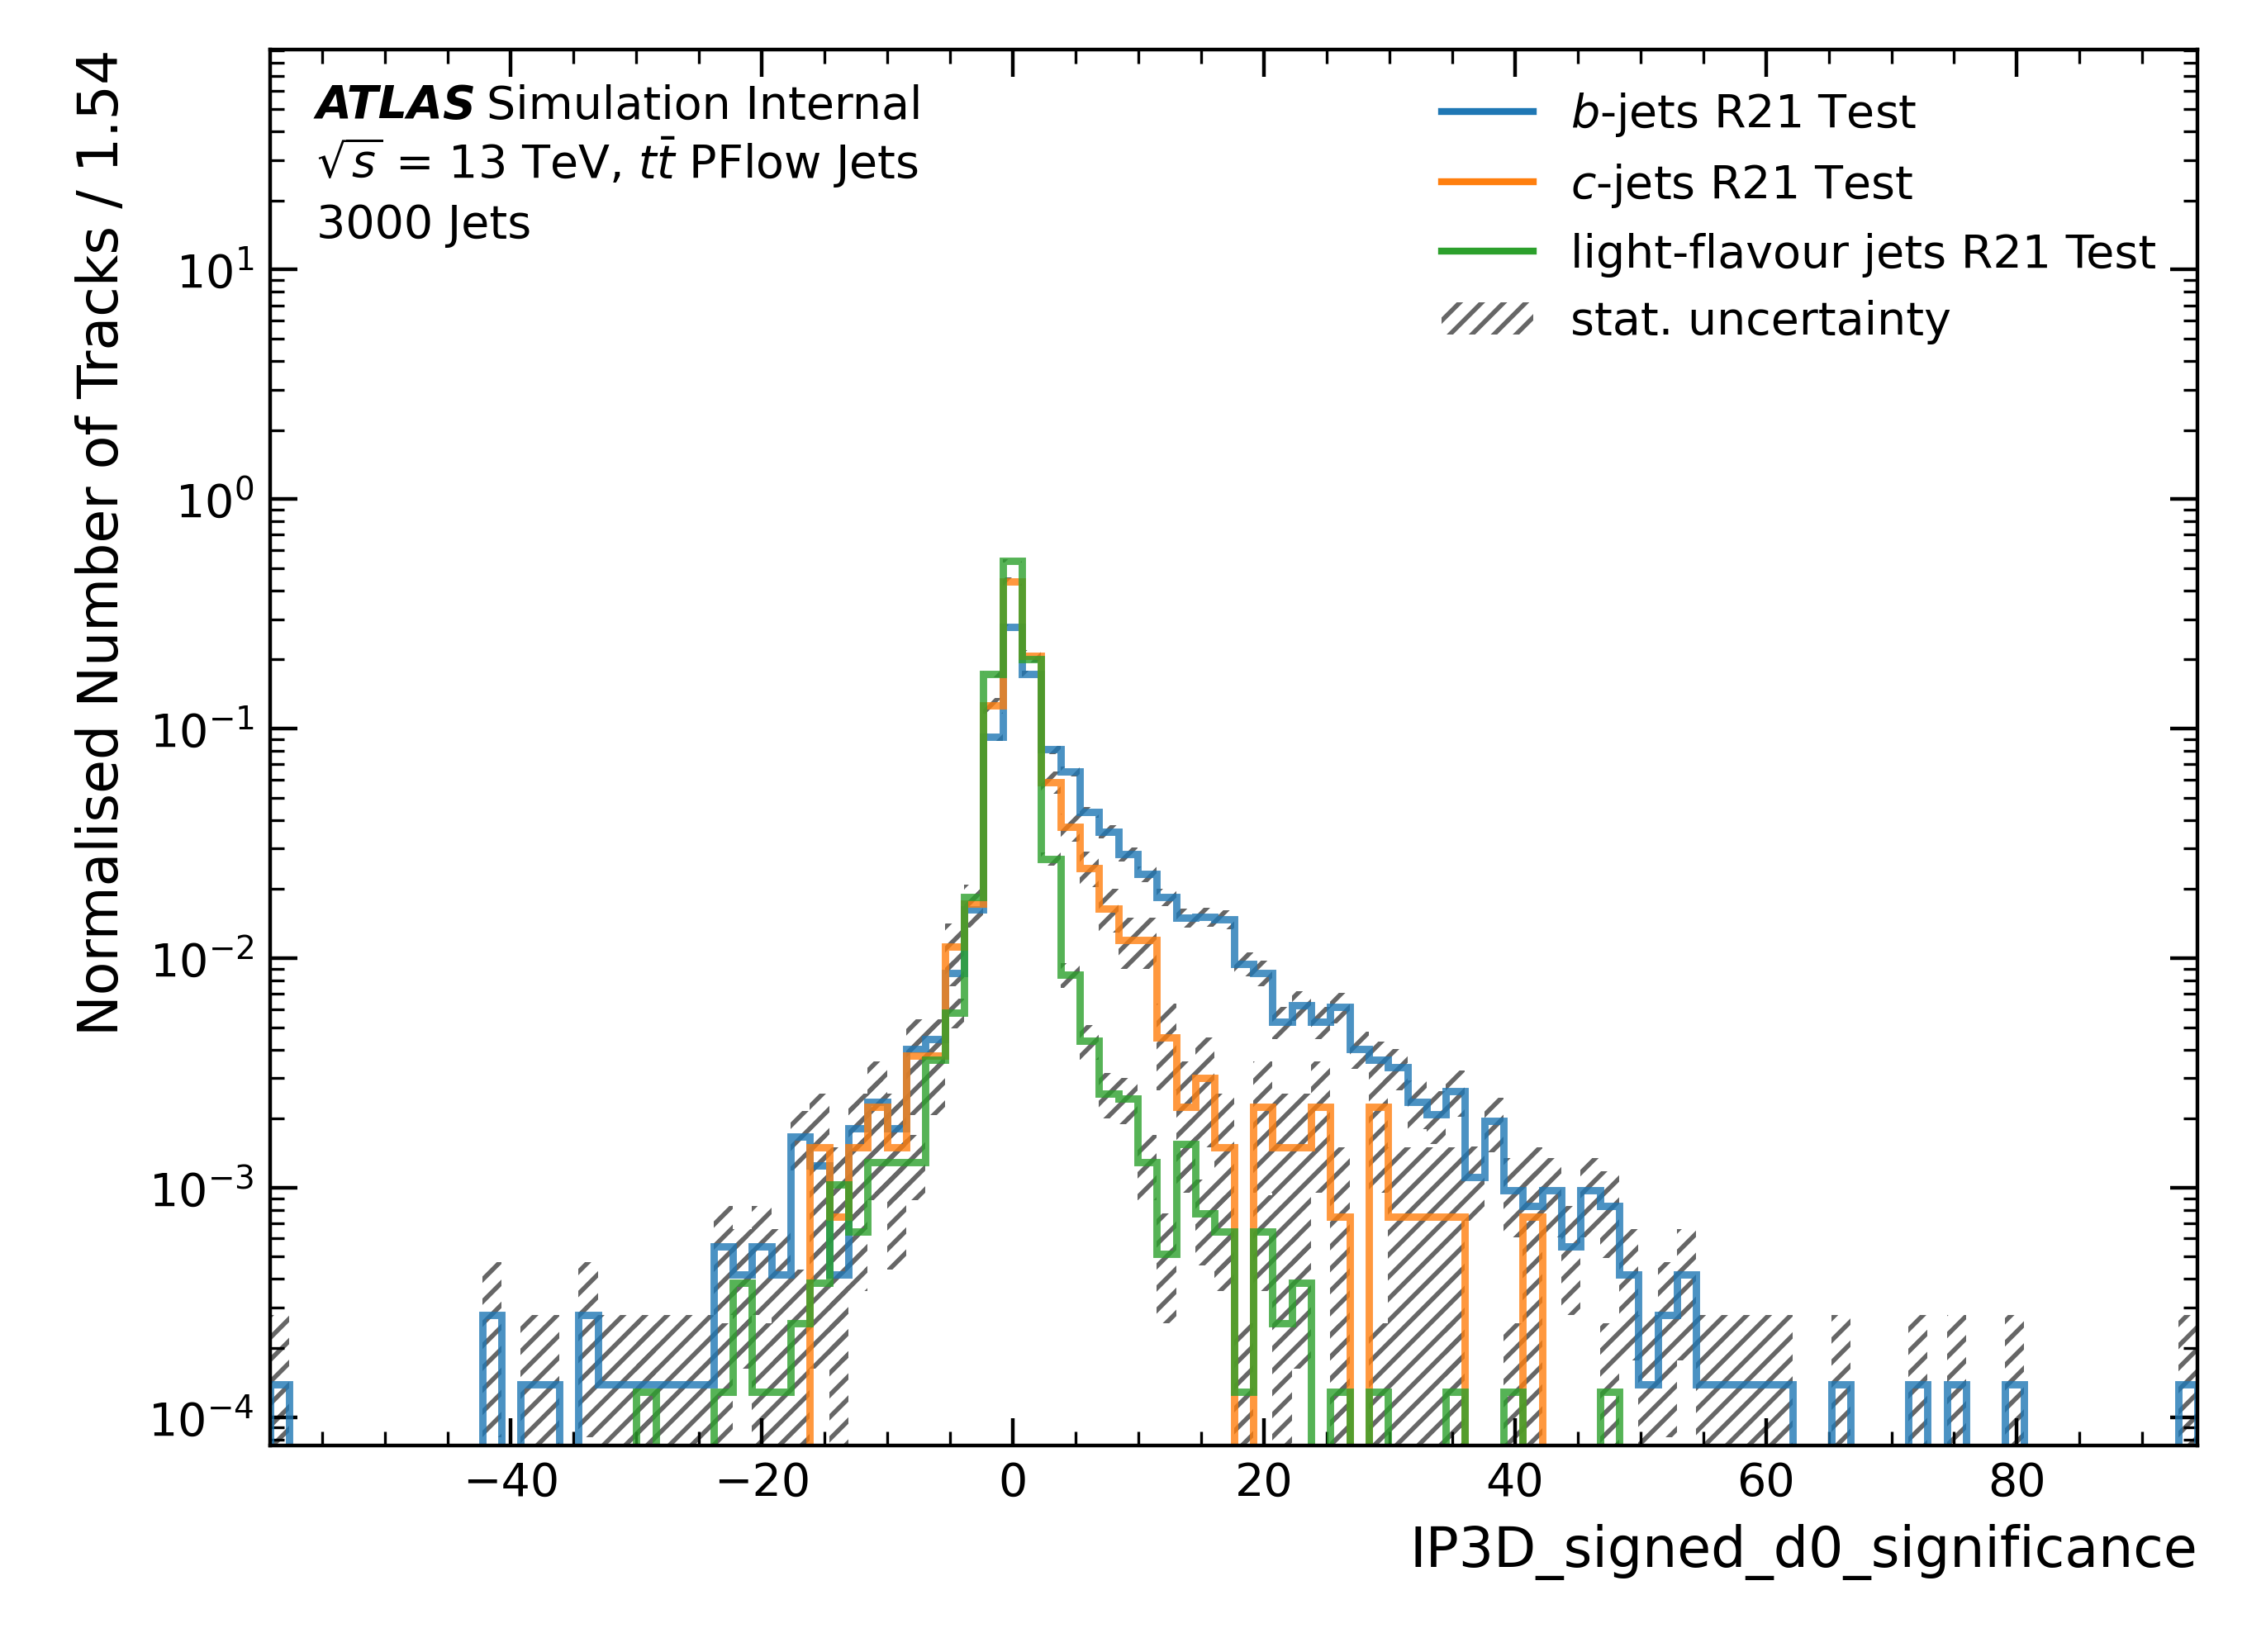 ATLAS Simulation Internal
√s = 13 TeV, tt̄ PFlow Jets
3000 Jets
b-jets R21 Test
c-jets R21 Test
light-flavour jets R21 Test
stat. uncertainty
Normalised Number of Tracks / 1.54
10¹
10⁰
10⁻¹
10⁻²
10⁻³
10⁻⁴
−40 −20 0 20 40 60 80
IP3D_signed_d0_significance